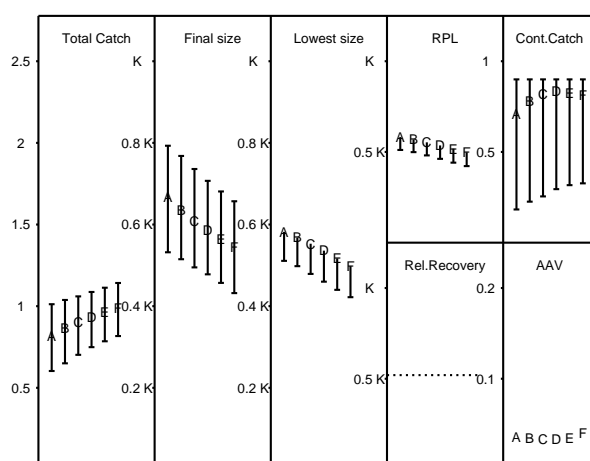 Total Catch Final size Lowest size RPL Cont.Catch
2.5 K K K 1
2 0.8 K 0.8 K
A B C D E F
0.5 K 0.5
A B C D E F
A B C D E F
1.5 0.6 K 0.6 K
A B C D E F
A B C D E F
Rel.Recovery AAV
1 0.4 K 0.4 K K 0.2
A B C D E F
0.5 0.2 K 0.2 K 0.5 K 0.1
A B C D E F